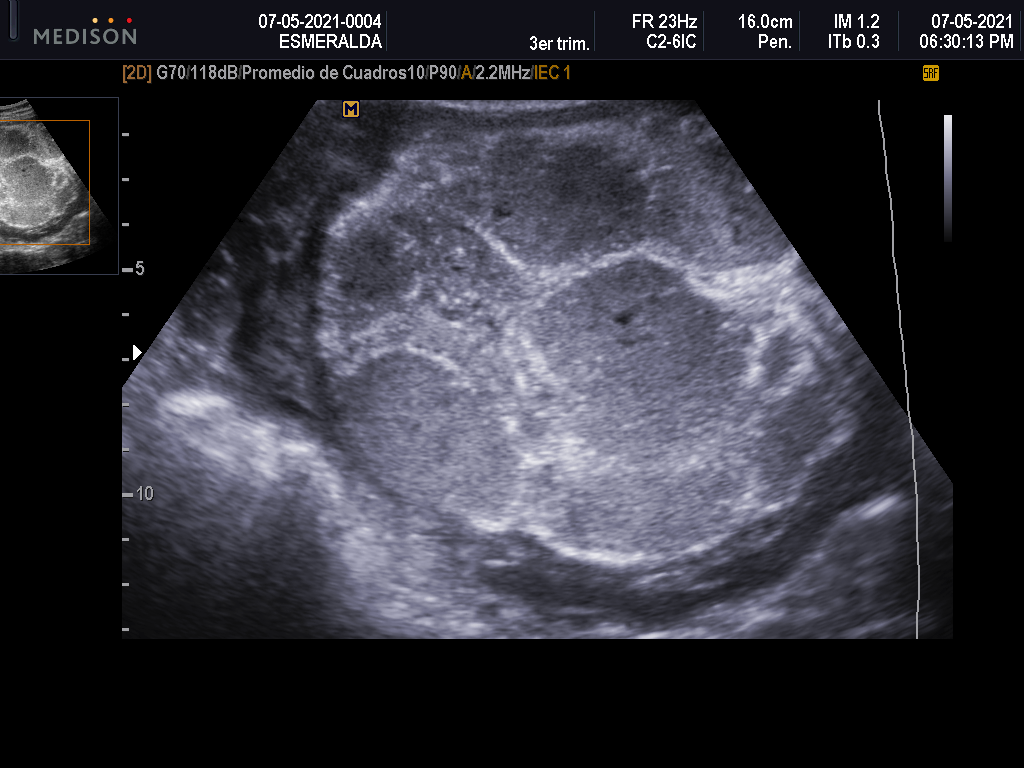 MEDISON
07-05-2021-0004
ESMERALDA
3er trim.
FR 23Hz
C2-6IC
16.0cm
Pen.
IM 1.2
ITb 0.3
07-05-2021
06:30:13 PM
[2D] G70/118dB/Promedio de Cuadros10/P90/A/2.2MHz/IEC 1
SRF
M
5
10